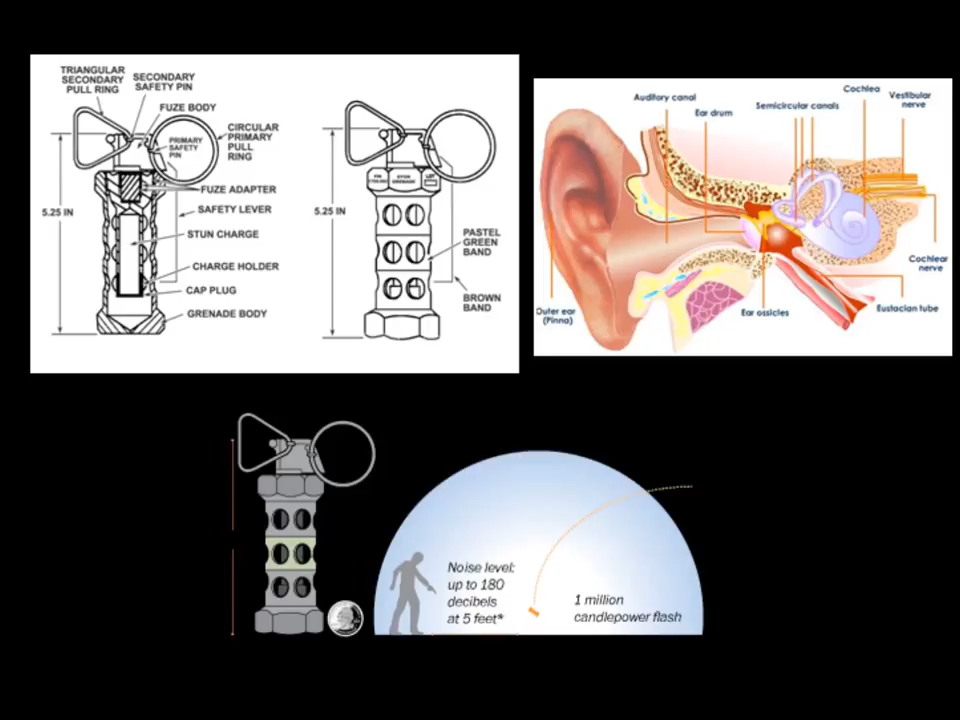 TRIANGULAR
SECONDARY
PULL RING
SECONDARY
SAFETY PIN
FUZE BODY
PRIMARY
SAFETY
PIN
CIRCULAR
PRIMARY
PULL
RING
FUZE ADAPTER
5.25 IN
SAFETY LEVER
STUN CHARGE
CHARGE HOLDER
CAP PLUG
GRENADE BODY
STUN
GRENADE
5.25 IN
PASTEL
GREEN
BAND
BROWN
BAND
Auditory canal
Ear drum
Semicircular canals
Cochlea
Vestibular
nerve
Cochlear
nerve
Eustacian tube
Ear ossicles
Outer ear
(Pinna)
Noise level:
up to 180
decibels
at 5 feet*
1 million
candlepower flash